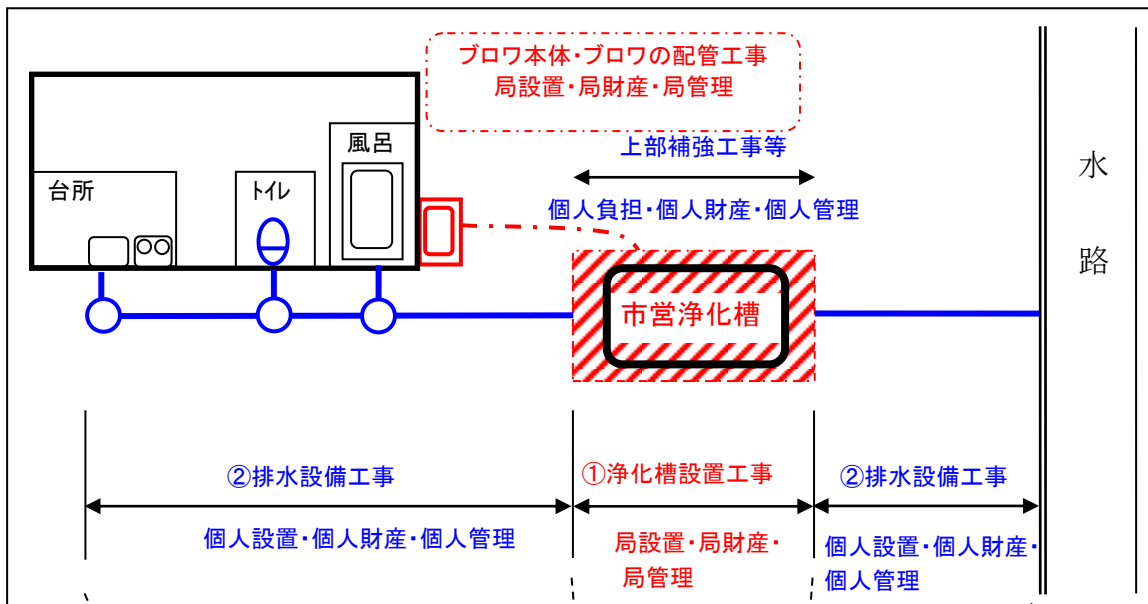 ブロワ本体・ブロワの配管工事
局設置・局財産・局管理
上部補強工事等
個人負担・個人財産・個人管理
台所
トイレ
風呂
市営浄化槽
水
路
②排水設備工事
個人設置・個人財産・個人管理
①浄化槽設置工事
局設置・局財産・
局管理
②排水設備工事
個人設置・個人財産・
個人管理